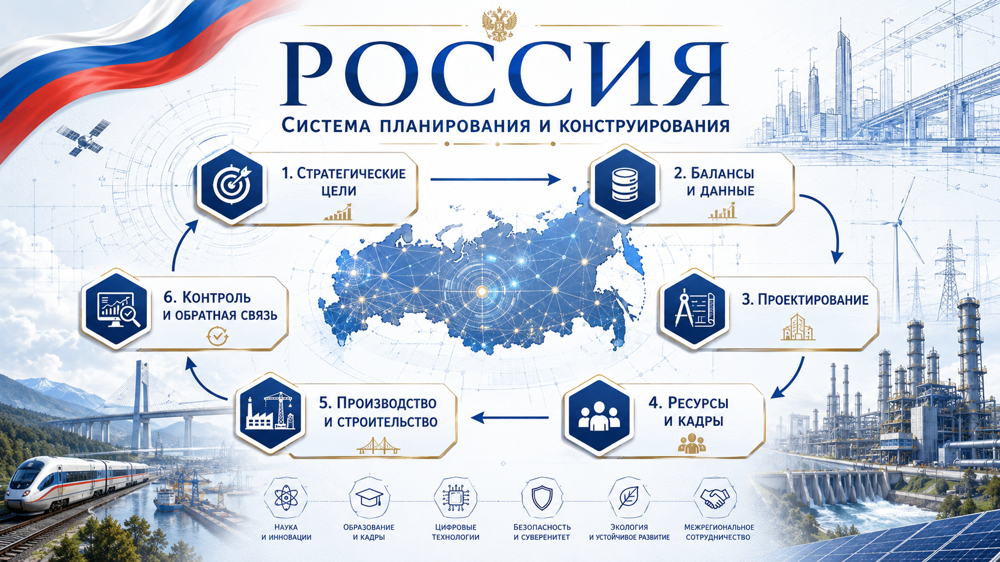 РОССИЯ
Система планирования и конструирования
1. Стратегические
цели
2. Балансы
и данные
3. Проектирование
4. Ресурсы
и кадры
5. Производство
и строительство
6. Контроль
и обратная связь
Наука
и инновации
Образование
и кадры
Цифровые
технологии
Безопасность
и суверенитет
Экология
и устойчивое развитие
Межрегиональное
сотрудничество